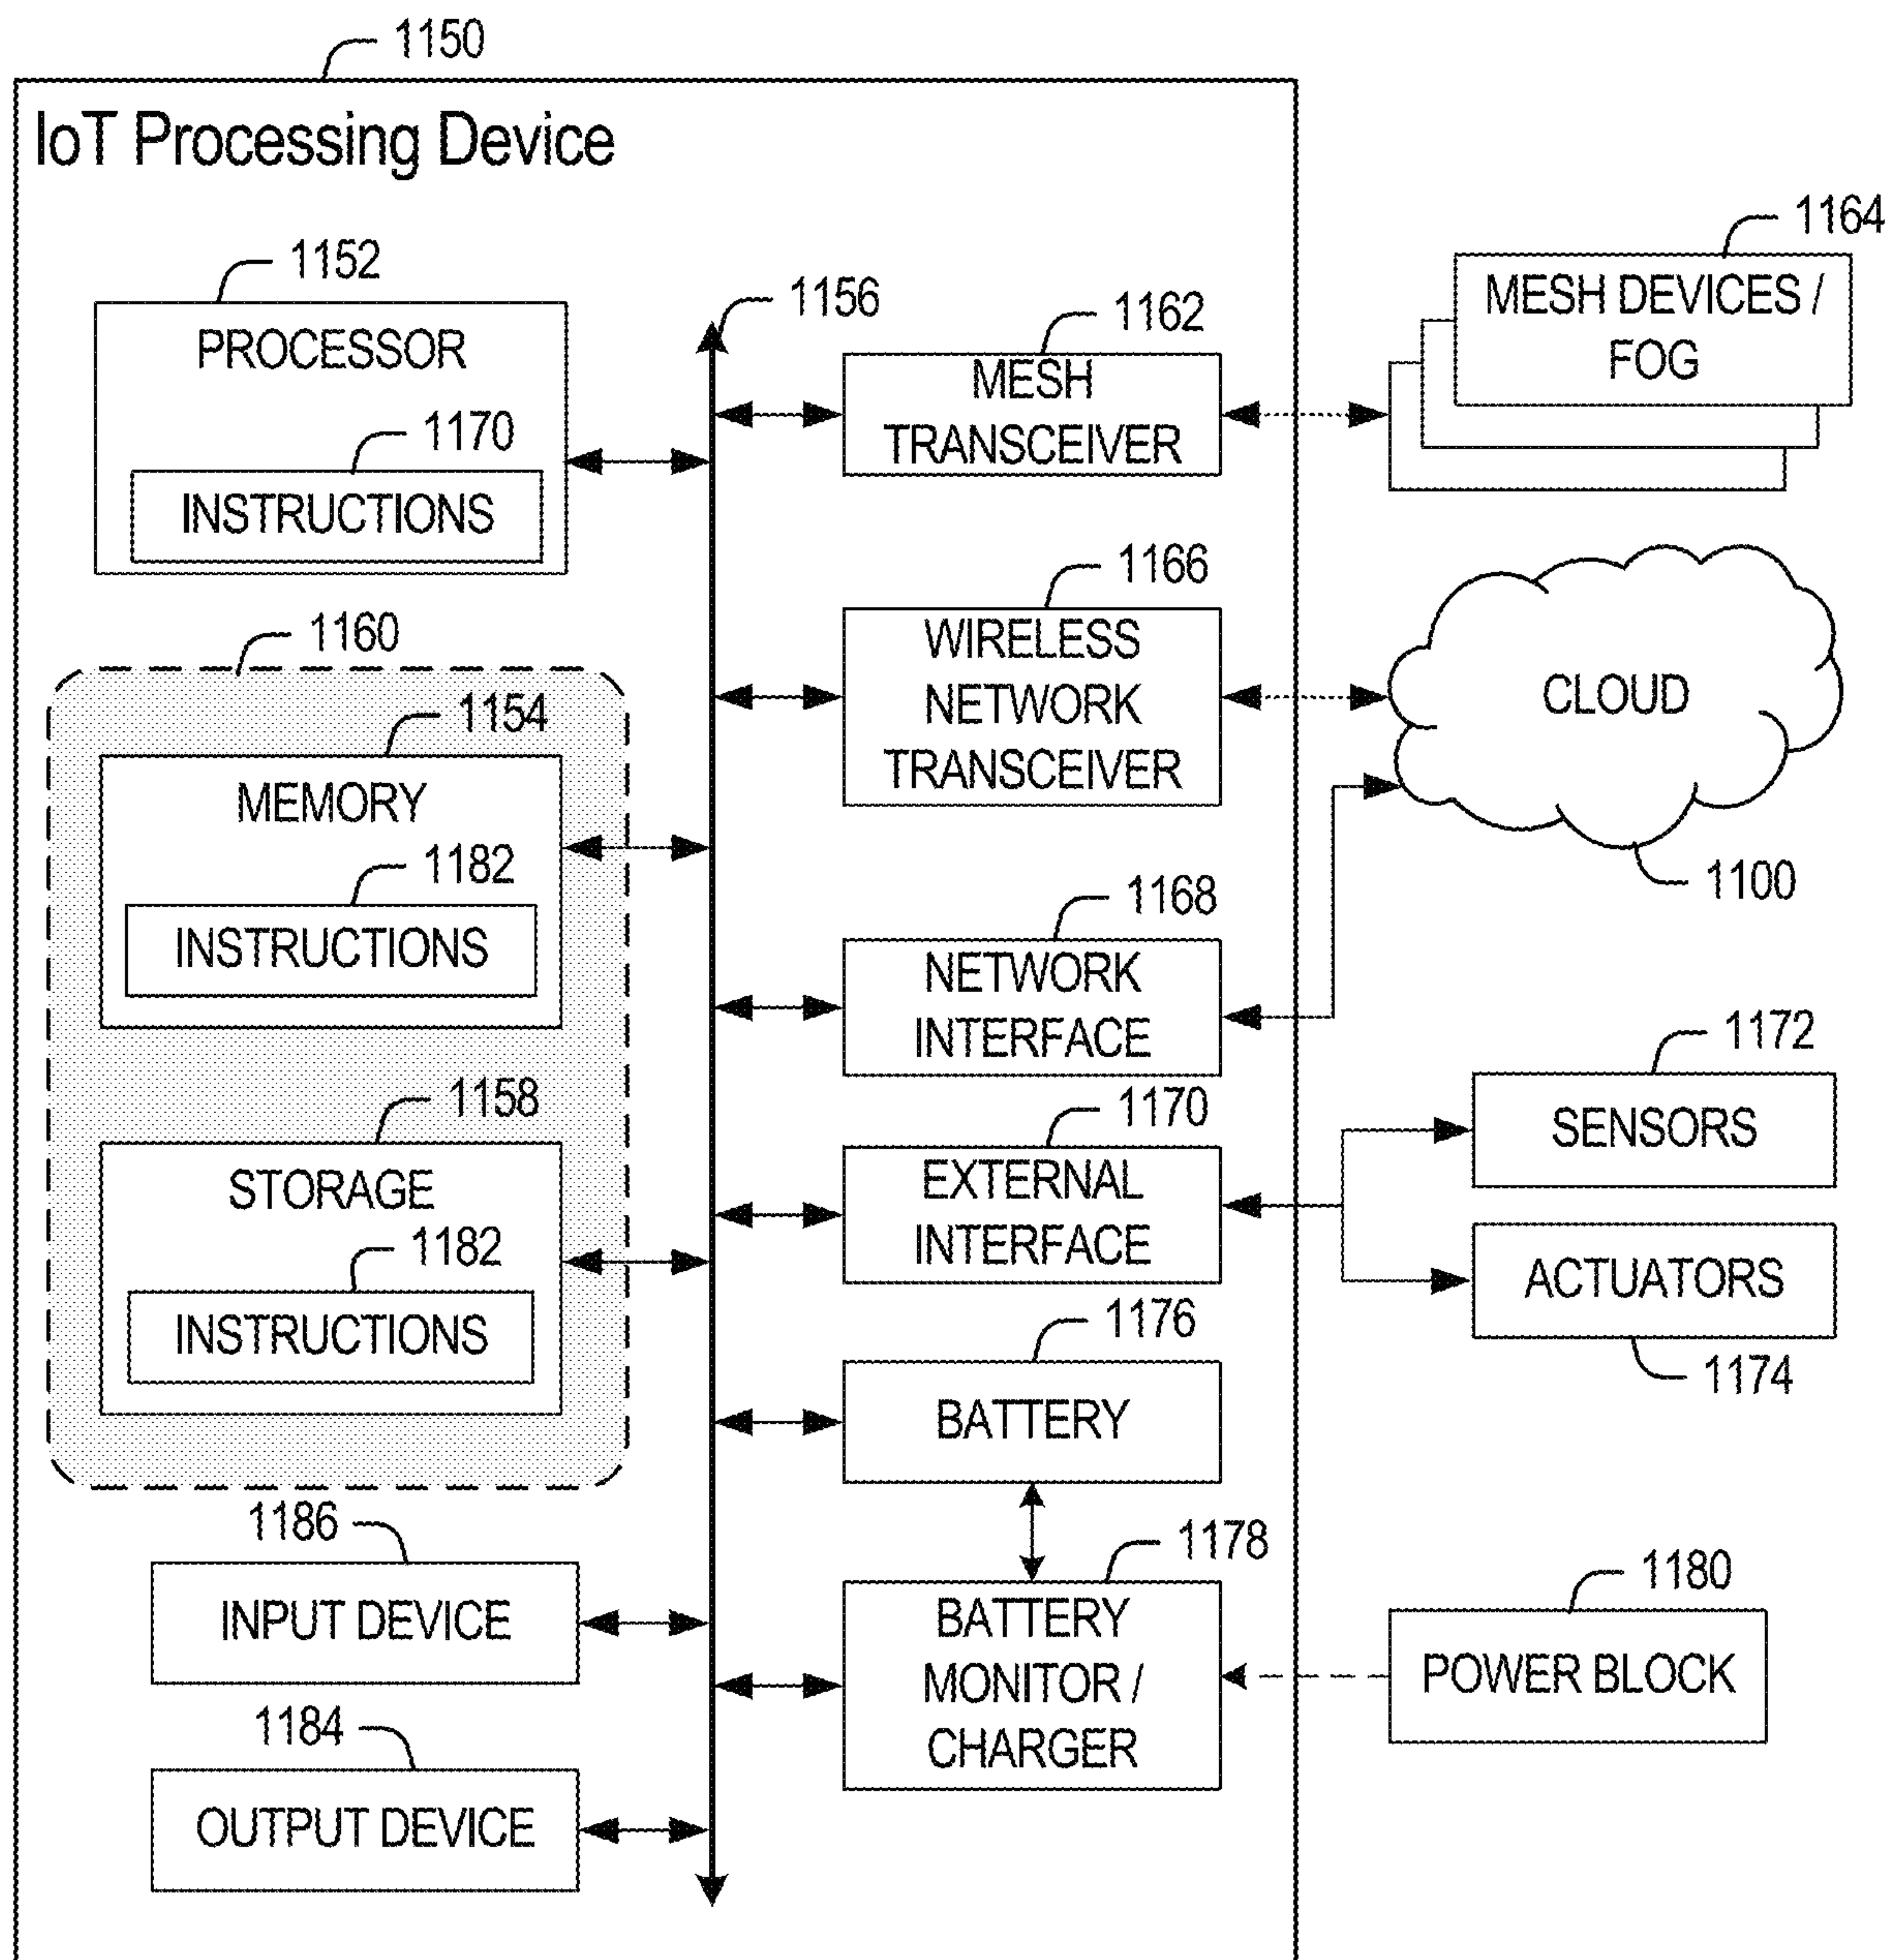 1150
IoT Processing Device
1152
PROCESSOR
1170
INSTRUCTIONS
1160
1154
MEMORY
1182
INSTRUCTIONS
1158
STORAGE
1182
INSTRUCTIONS
1186
INPUT DEVICE
1184
OUTPUT DEVICE
1156
1162
MESH
TRANSCEIVER
1166
WIRELESS
NETWORK
TRANSCEIVER
1168
NETWORK
INTERFACE
1170
EXTERNAL
INTERFACE
1176
BATTERY
1178
BATTERY
MONITOR /
CHARGER
1164
MESH DEVICES /
FOG
CLOUD
1100
1172
SENSORS
ACTUATORS
1174
1180
POWER BLOCK